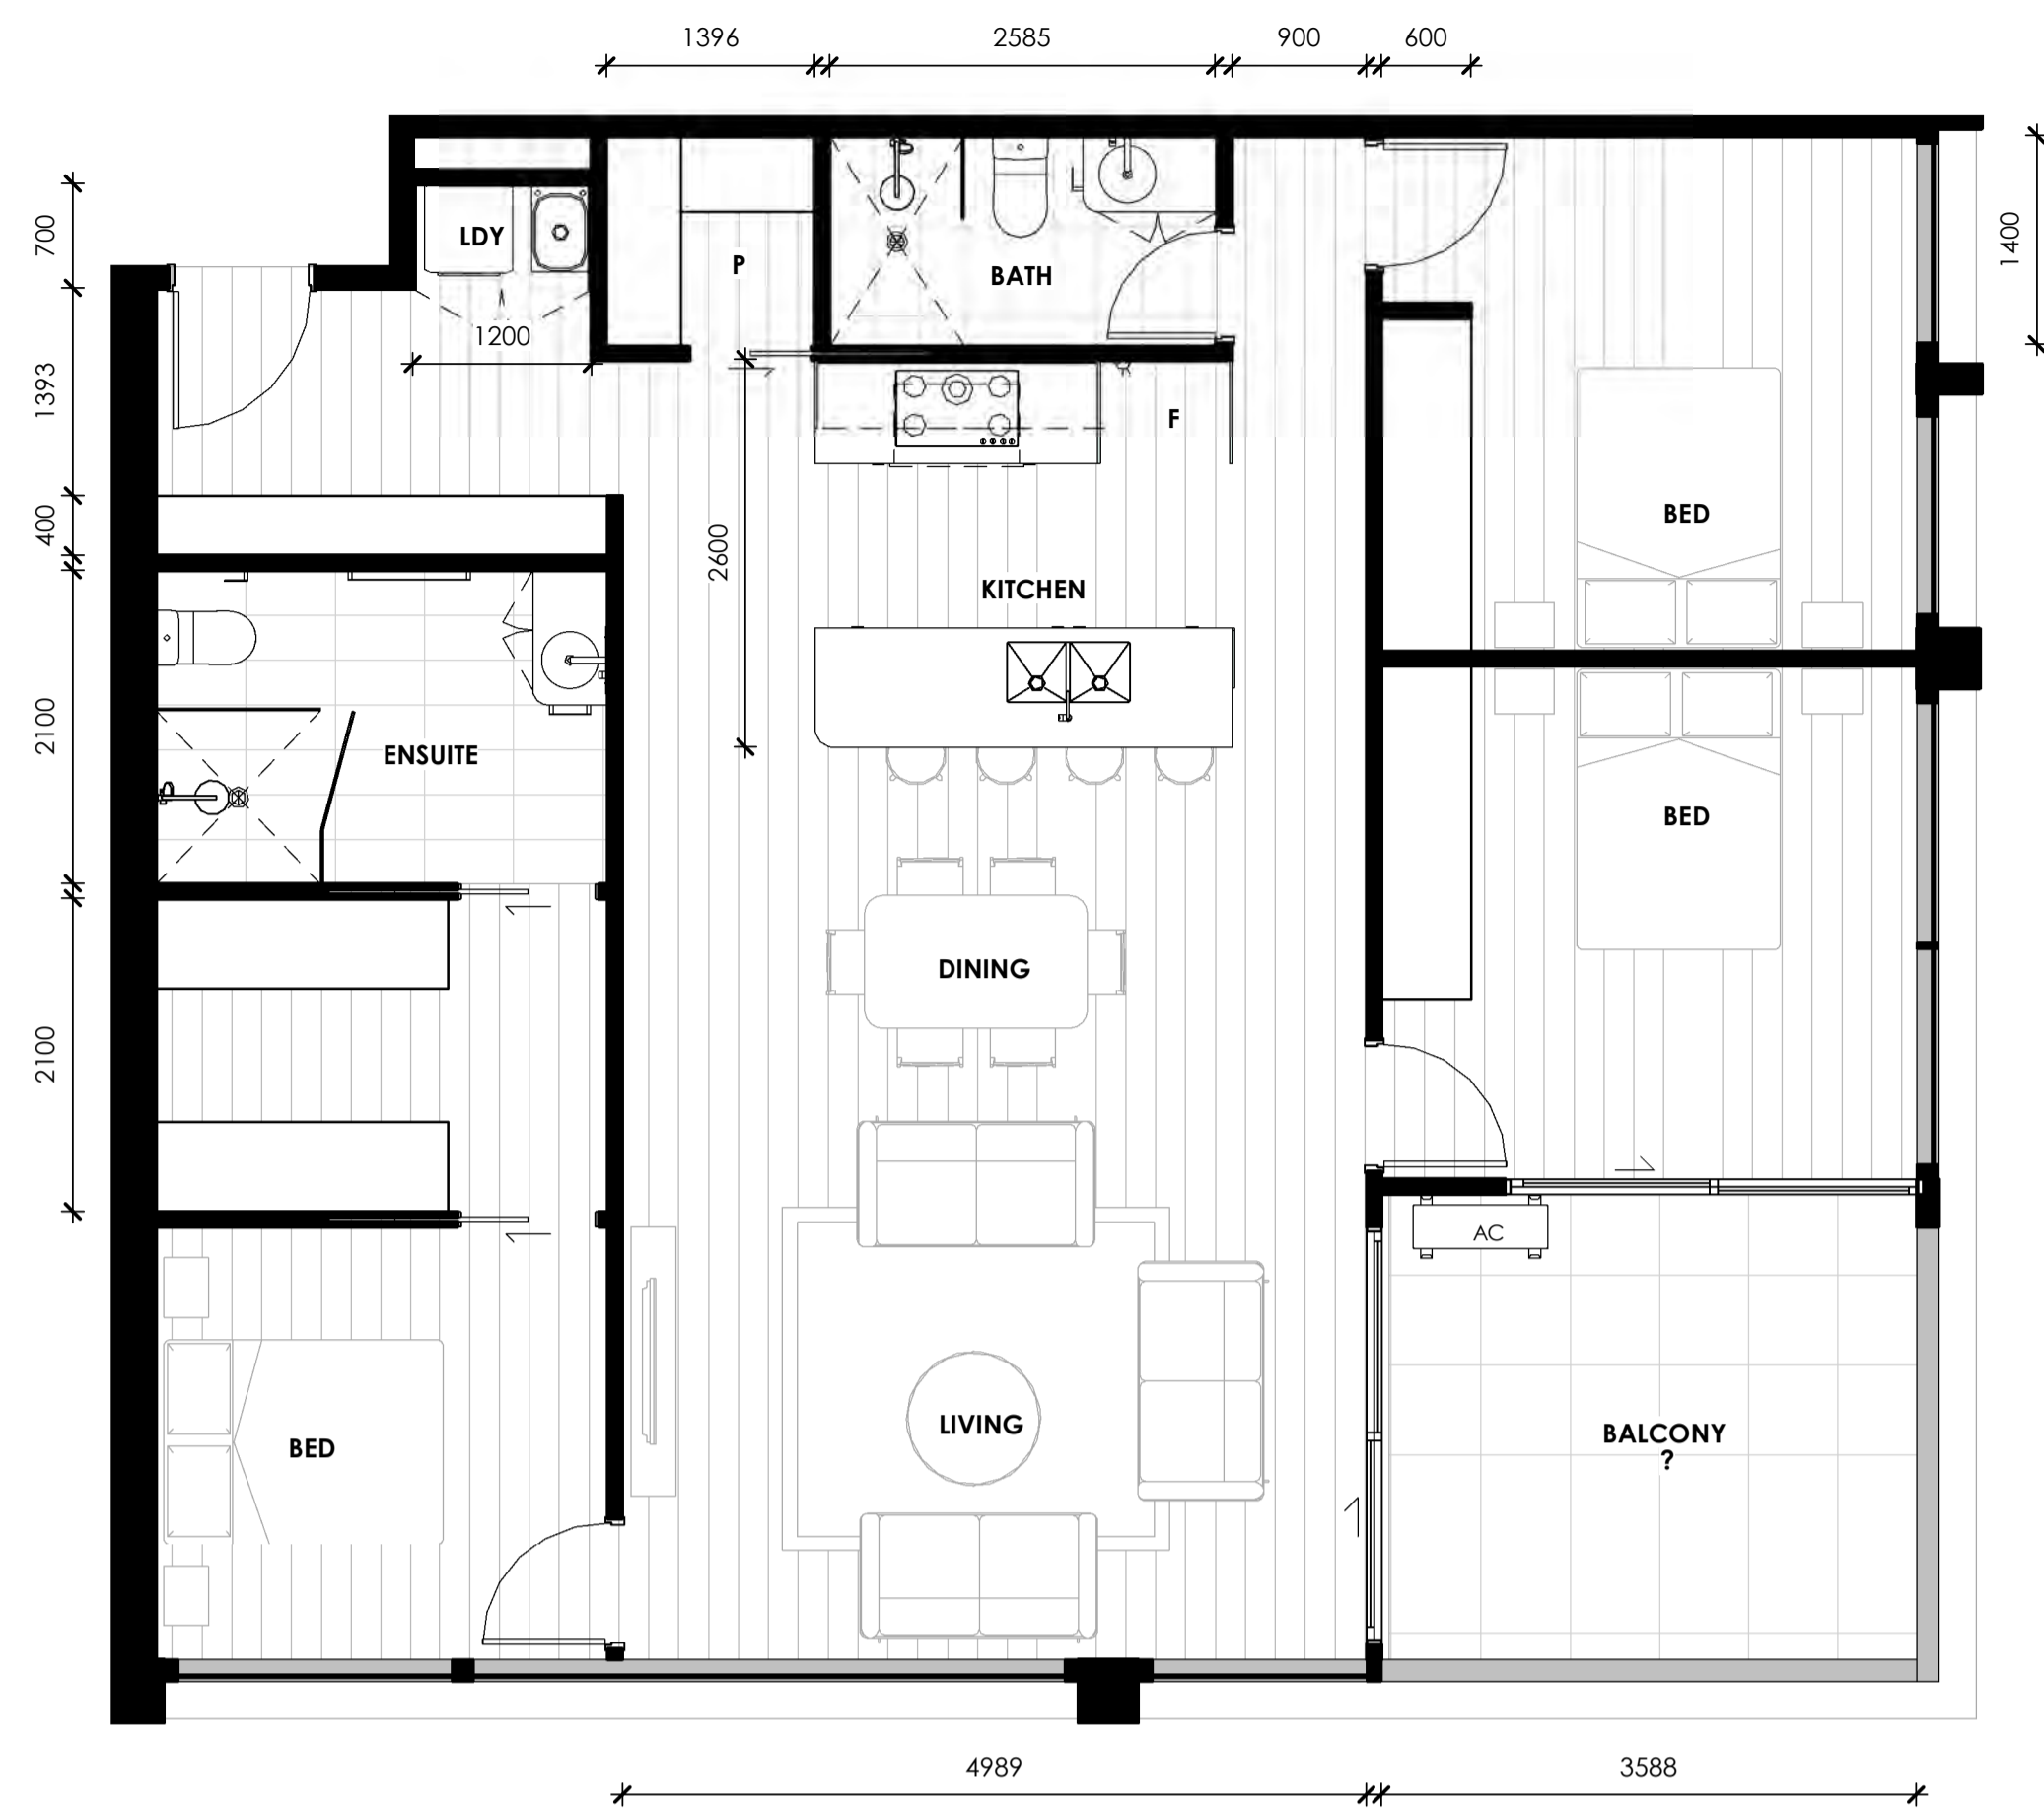 1396
2585
900
600
700
1393
400
2100
2100
1400
LDY
1200
P
BATH
F
2600
KITCHEN
BED
ENSUITE
BED
DINING
AC
LIVING
BED
BALCONY
?
4989
3588